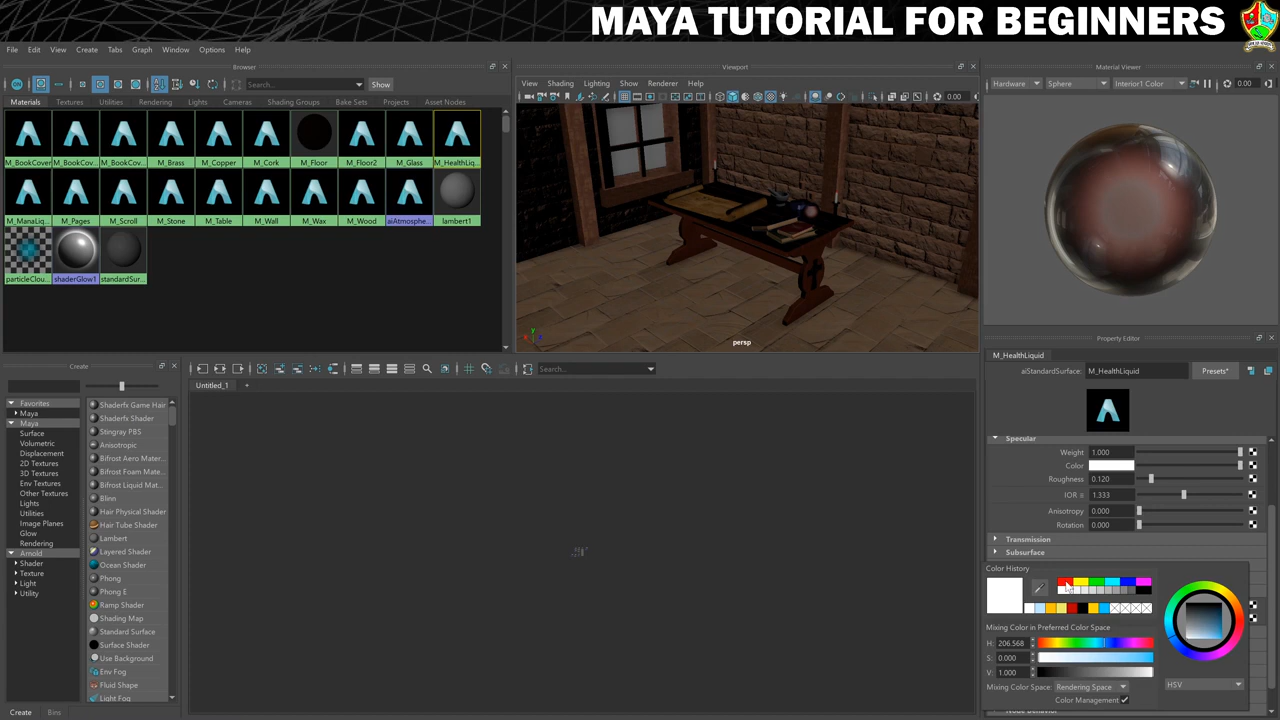 MAYA TUTORIAL FOR BEGINNERS
File Edit View Create Tabs Graph Window Options Help
Browser
Search...
Show
Materials Textures Utilities Rendering Lights Cameras Shading Groups Bake Sets Projects Asset Nodes
M_BookCover M_BookCov... M_BookCov... M_Brass M_Copper M_Cork M_Floor M_Floor2 M_Glass M_HealthLiq...
M_ManaLiq... M_Pages M_Scroll M_Stone M_Table M_Wall M_Wax M_Wood aiAtmosphe... lambert1
particleClou... shaderGlow1 standardSur...
Viewport
View Shading Lighting Show Renderer Panels
0.00
persp
Material Viewer
Hardware Sphere Interior1 Color 0.00
Create
Favorites
Maya
Maya
Surface
Volumetric
Displacement
2D Textures
3D Textures
Env Textures
Other Textures
Lights
Utilities
Image Planes
Glow
Rendering
Arnold
Shader
Texture
Light
Utility
Shaderfx Game Hair
Shaderfx Shader
Stingray PBS
Anisotropic
Bifrost Aero Mater...
Bifrost Foam Mate...
Bifrost Liquid Mat...
Blinn
Hair Physical Shader
Hair Tube Shader
Lambert
Layered Shader
Ocean Shader
Phong
Phong E
Ramp Shader
Shading Map
Standard Surface
Surface Shader
Use Background
Env Fog
Fluid Shape
Light Fog
Create Bins
Search...
Untitled_1 +
Property Editor
M_HealthLiquid
aiStandardSurface: M_HealthLiquid Presets*
Specular
Weight 1.000
Color
Roughness 0.120
IOR 1.333
Anisotropy 0.000
Rotation 0.000
Transmission
Subsurface
Color History
Mixing Color in Preferred Color Space
H: 206.568
S: 0.000
V: 1.000
HSV
Mixing Color Space: Rendering Space
Color Management